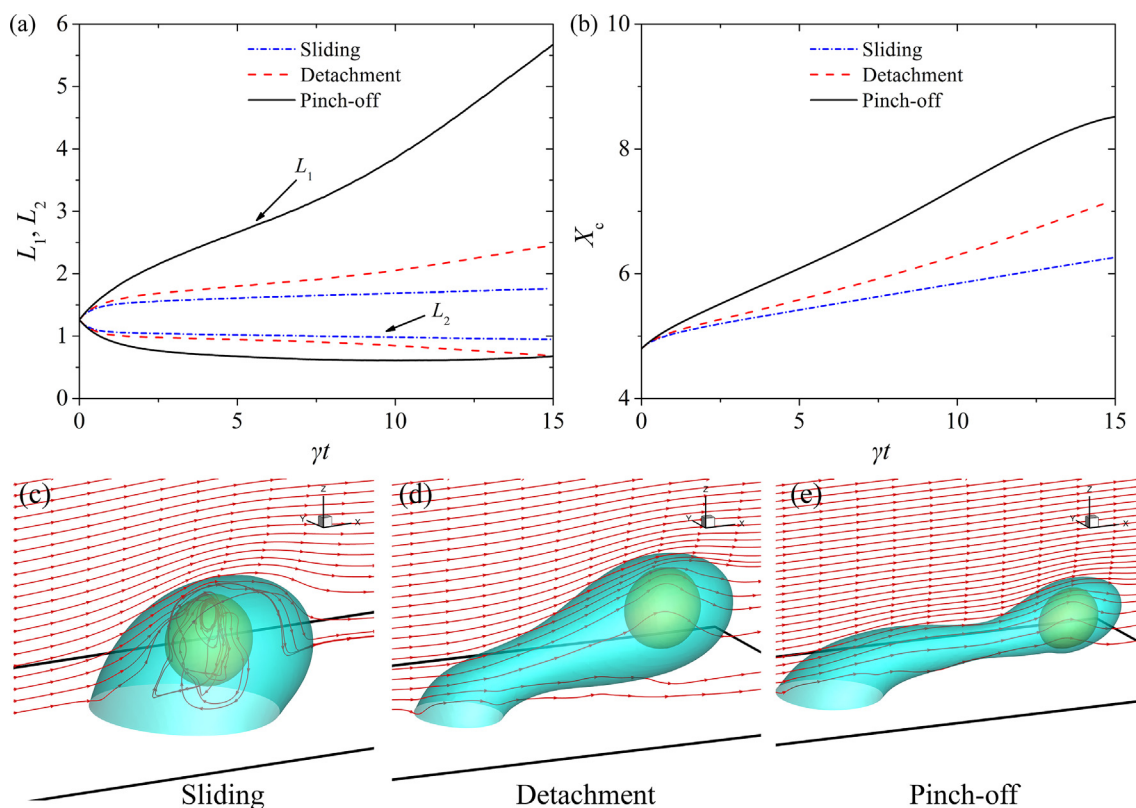 (a)
6
5
4
3
2
1
0
0
5
10
15
L₁, L₂
γt
Sliding
Detachment
Pinch-off
L₁
L₂
(b)
10
8
6
4
0
5
10
15
X꜀
γt
Sliding
Detachment
Pinch-off
(c)
Z
Y
X
Sliding
(d)
Z
Y
X
Detachment
(e)
Z
Y
X
Pinch-off